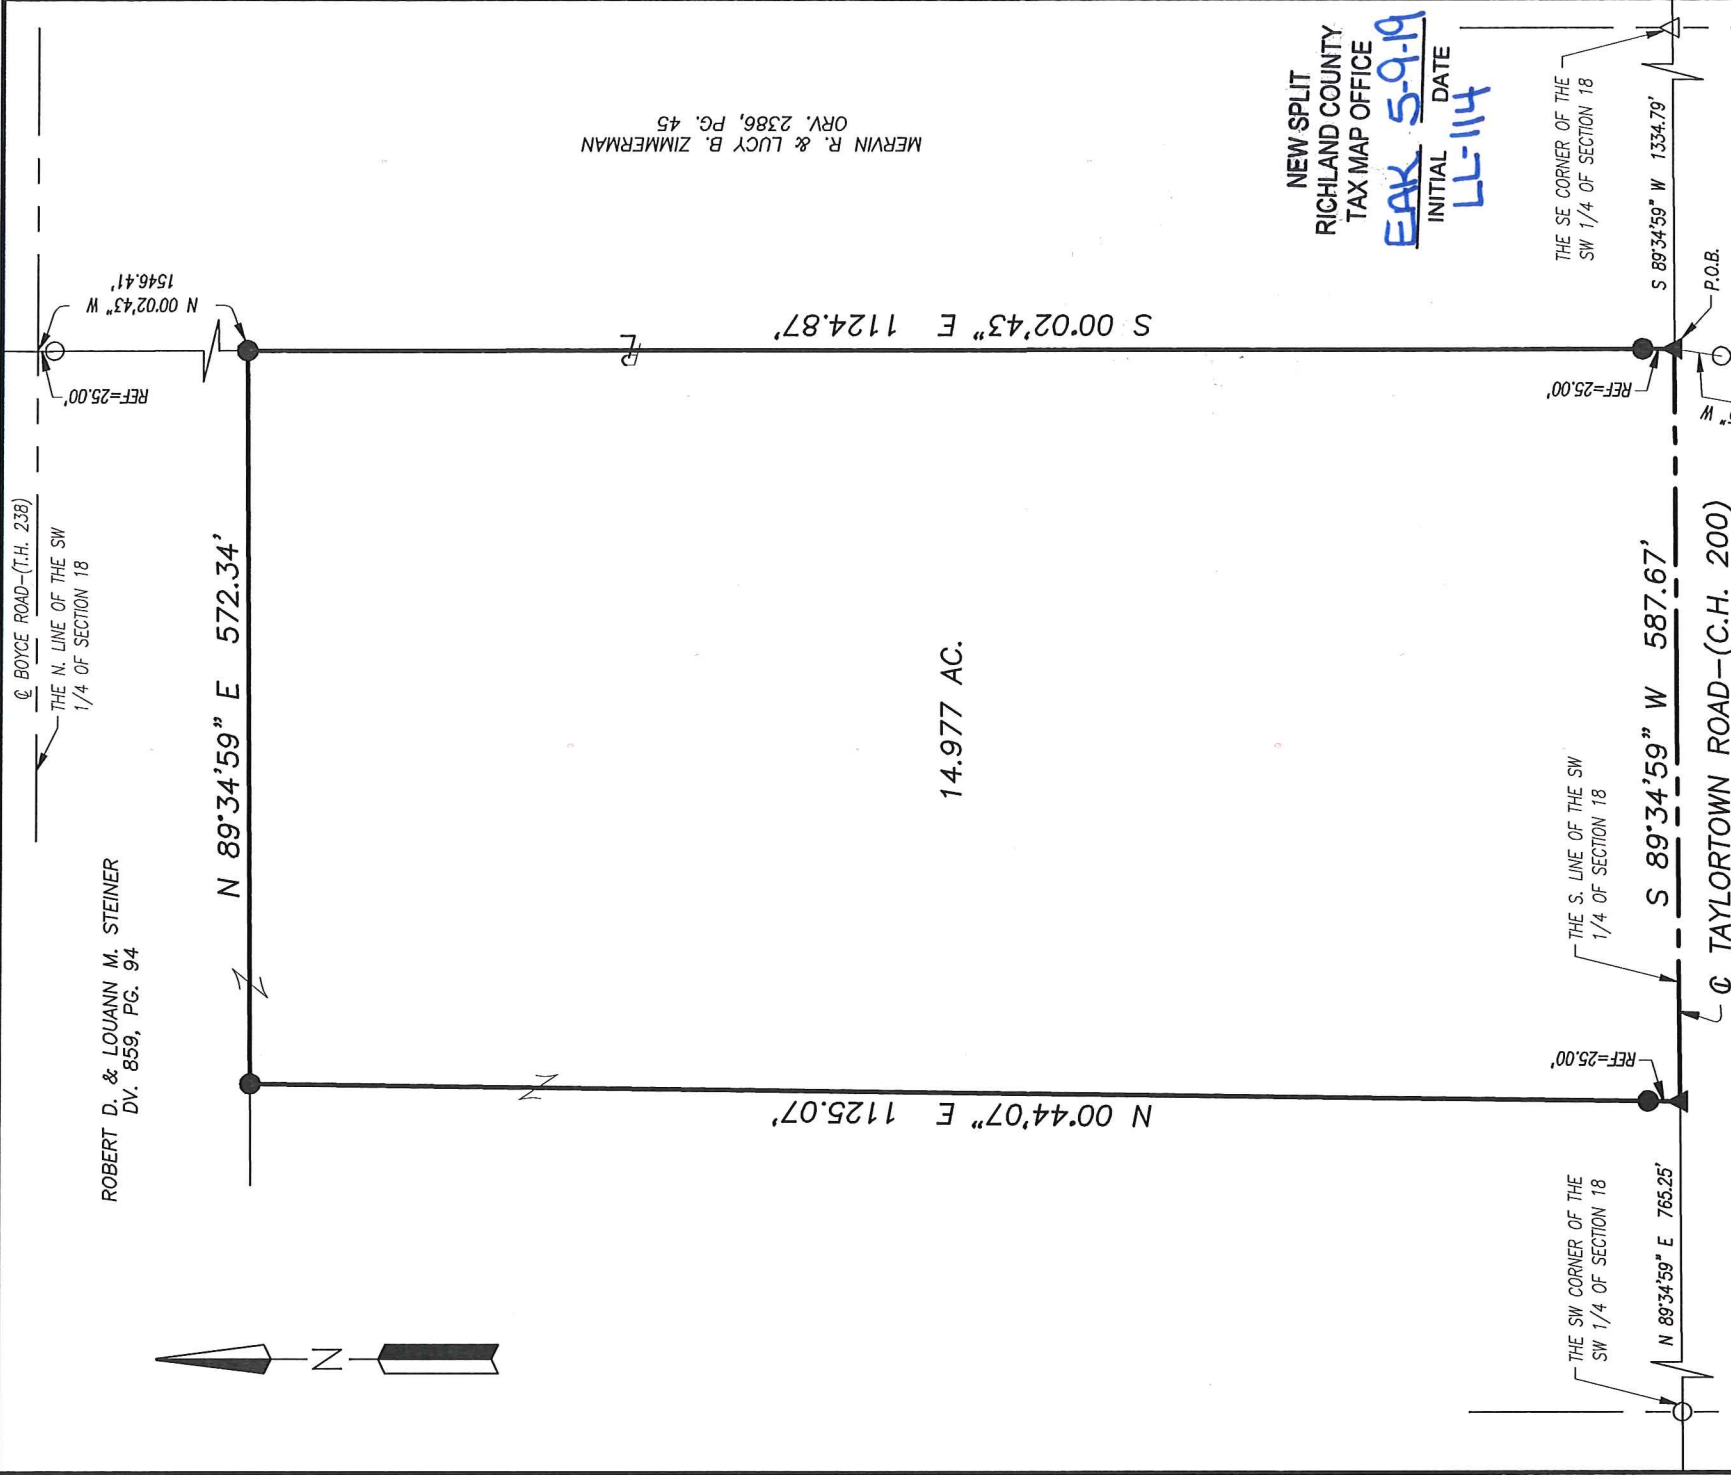 ℄ BOYCE ROAD-(T.H. 238)
THE N. LINE OF THE SW
1/4 OF SECTION 18
ROBERT D. & LOUANN M. STEINER
DV. 859, PG. 94
REF=25.00'
N 00°02'43" W
1546.41'
N 89°34'59" E 572.34'
MERVIN R. & LUCY B. ZIMMERMAN
ORV. 2386, PG. 45
S 00°02'43" E 1124.87'
PL
14.977 AC.
N 00°44'07" E 1125.07'
N
NEW SPLIT
RICHLAND COUNTY
TAX MAP OFFICE
EAK 5-9-19
INITIAL DATE
LL-114
THE SE CORNER OF THE
SW 1/4 OF SECTION 18
S 89°34'59" W 1334.79'
P.O.B.
REF=25.00'
" W
THE S. LINE OF THE SW
1/4 OF SECTION 18
S 89°34'59" W 587.67'
℄ TAYLORTOWN ROAD-(C.H. 200)
REF=25.00'
THE SW CORNER OF THE
SW 1/4 OF SECTION 18
N 89°34'59" E 765.25'